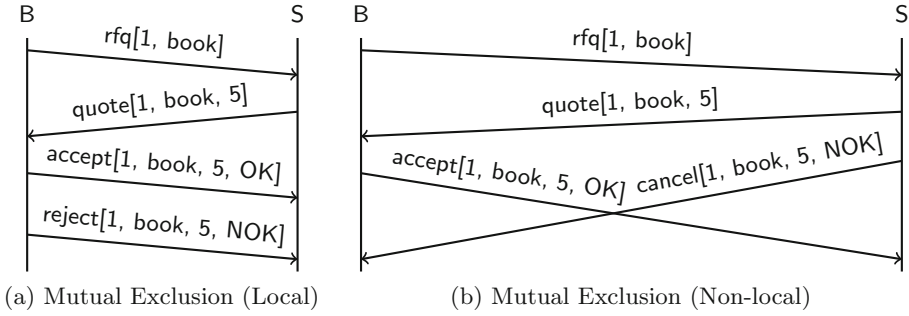 B S B S
rfq[1, book] rfq[1, book]
quote[1, book, 5] quote[1, book, 5]
accept[1, book, 5, OK] accept[1, book, 5, OK] cancel[1, book, 5, NOK]
reject[1, book, 5, NOK]
(a) Mutual Exclusion (Local) (b) Mutual Exclusion (Non-local)